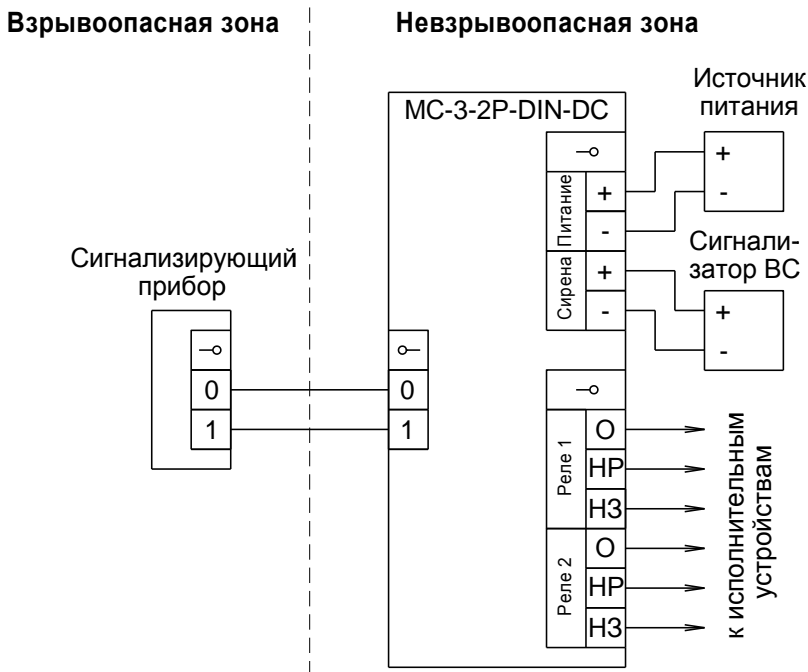 Взрывоопасная зона
Невзрывоопасная зона
МС-3-2Р-DIN-DC
Источник
питания
+
-
Питание
+
-
Сирена
+
-
Сигнали-
затор ВС
+
-
Сигнализирующий
прибор
0
1
0
1
Реле 1
О
НР
НЗ
Реле 2
О
НР
НЗ
к исполнительным
устройствам